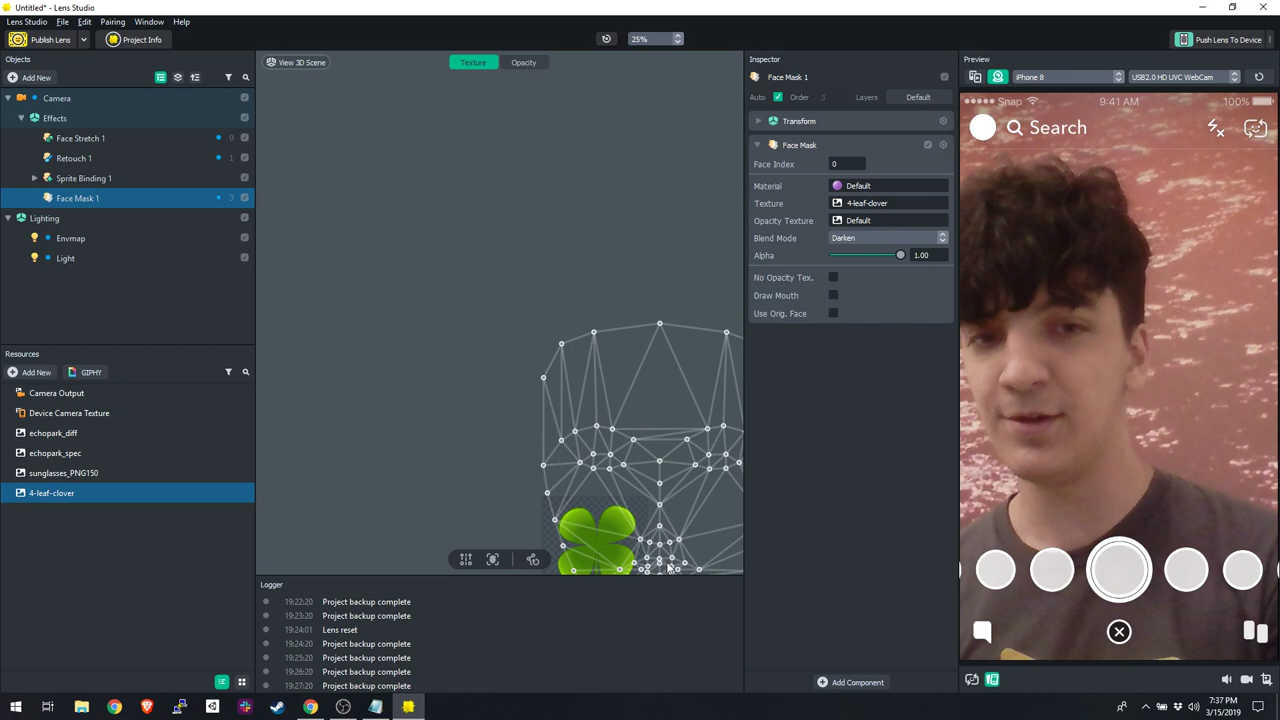 Untitled* - Lens Studio
Lens Studio File Edit Pairing Window Help
Publish Lens Project Info 25% Push Lens To Device
Objects
Add New
Camera
Effects
Face Stretch 1 0
Retouch 1 1
Sprite Binding 1
Face Mask 1 3
Lighting
Envmap
Light
Resources
Add New GIPHY
Camera Output
Device Camera Texture
echopark_diff
echopark_spec
sunglasses_PNG150
4-leaf-clover
View 3D Scene
Texture Opacity
Logger
19:22:20 Project backup complete
19:23:20 Project backup complete
19:24:01 Lens reset
19:24:20 Project backup complete
19:25:20 Project backup complete
19:26:20 Project backup complete
19:27:20 Project backup complete
Inspector
Face Mask 1
Auto Order 3 Layers Default
Transform
Face Mask
Face Index 0
Material Default
Texture 4-leaf-clover
Opacity Texture Default
Blend Mode Darken
Alpha 1.00
No Opacity Tex.
Draw Mouth
Use Orig. Face
Add Component
Preview
iPhone 8 USB2.0 HD UVC WebCam
Snap 9:41 AM 100%
Search
7:37 PM
3/15/2019